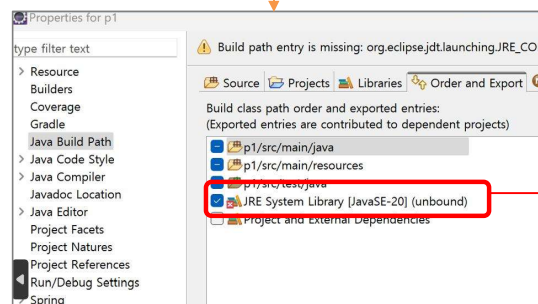 Properties for p1
type filter text
Build path entry is missing: org.eclipse.jdt.launching.JRE_CO
Resource
Builders
Coverage
Gradle
Java Build Path
Java Code Style
Java Compiler
Javadoc Location
Java Editor
Project Facets
Project Natures
Project References
Run/Debug Settings
Spring
Source Projects Libraries Order and Export
Build class path order and exported entries:
(Exported entries are contributed to dependent projects)
p1/src/main/java
p1/src/main/resources
p1/src/test/java
JRE System Library [JavaSE-20] (unbound)
Project and External Dependencies